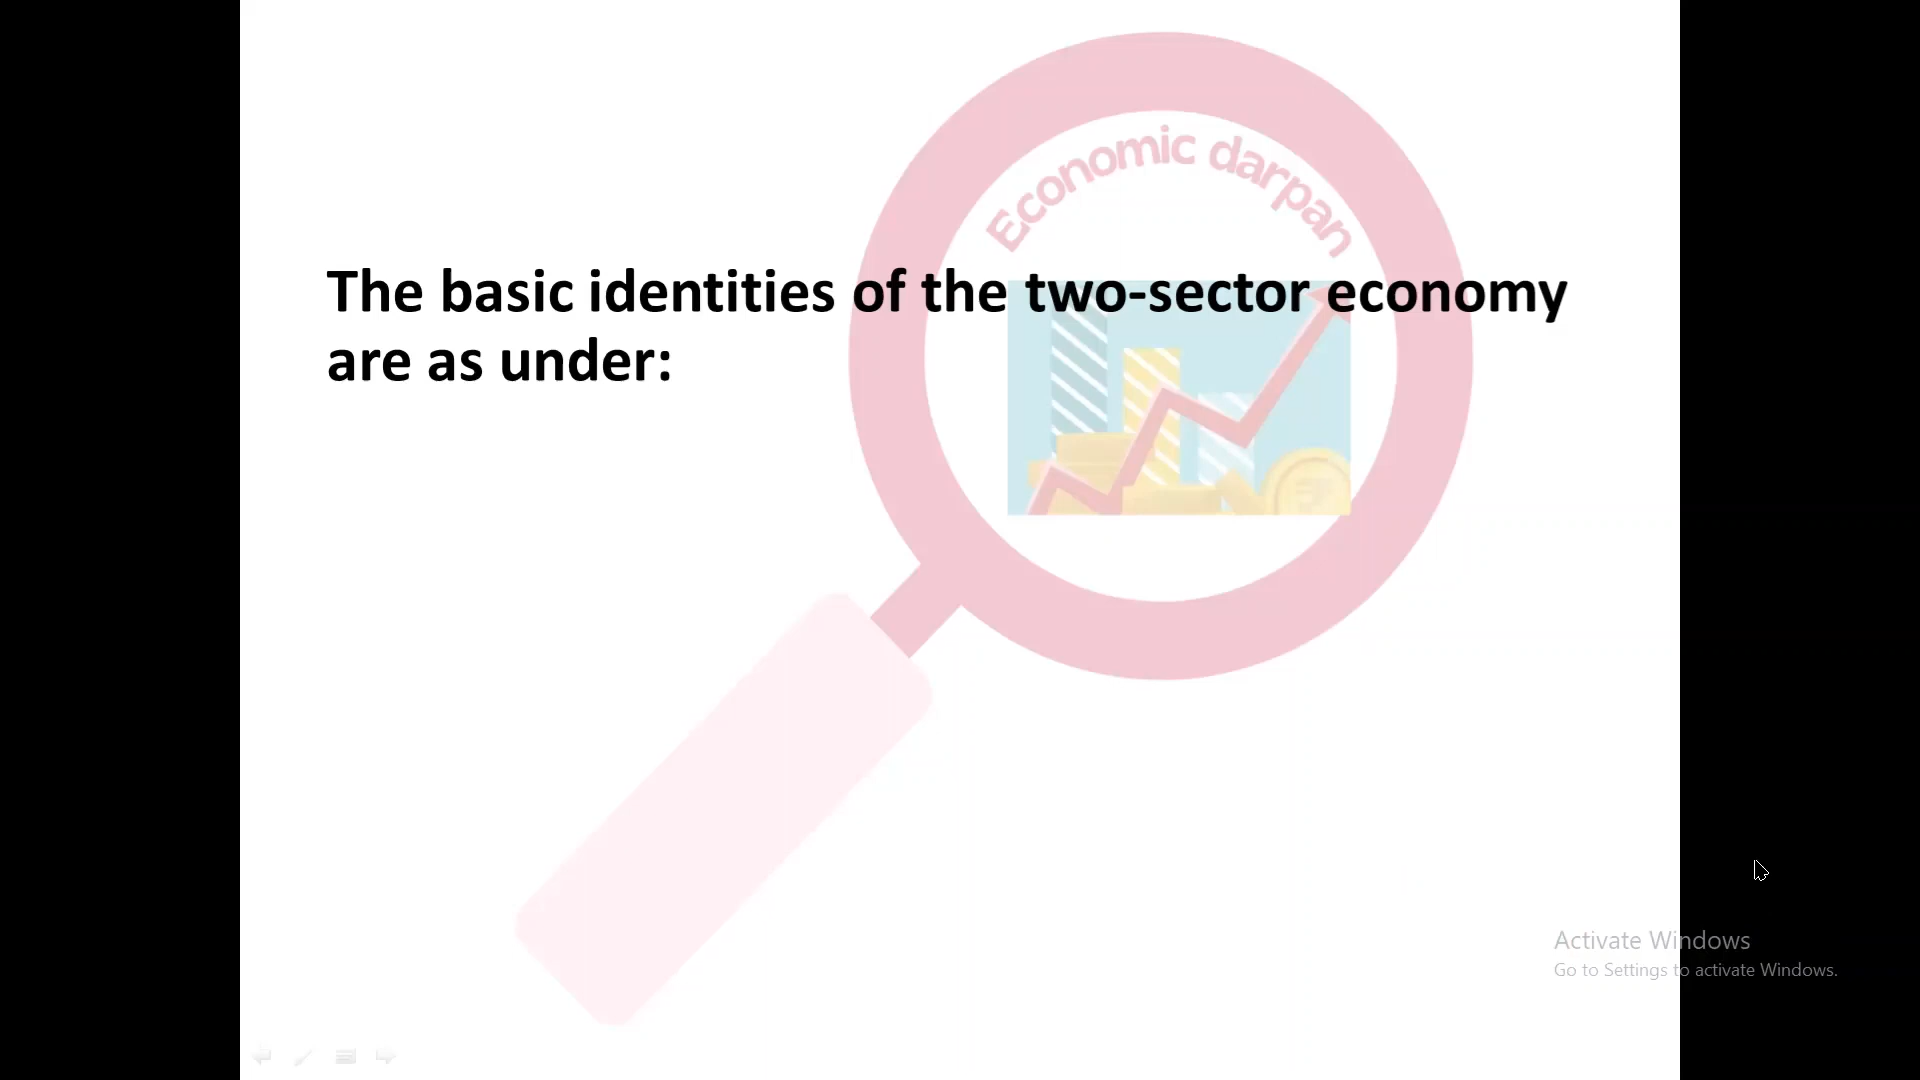 Economic darpan
The basic identities of the two-sector economy
are as under:
Activate Windows
Go to Settings to activate Windows.